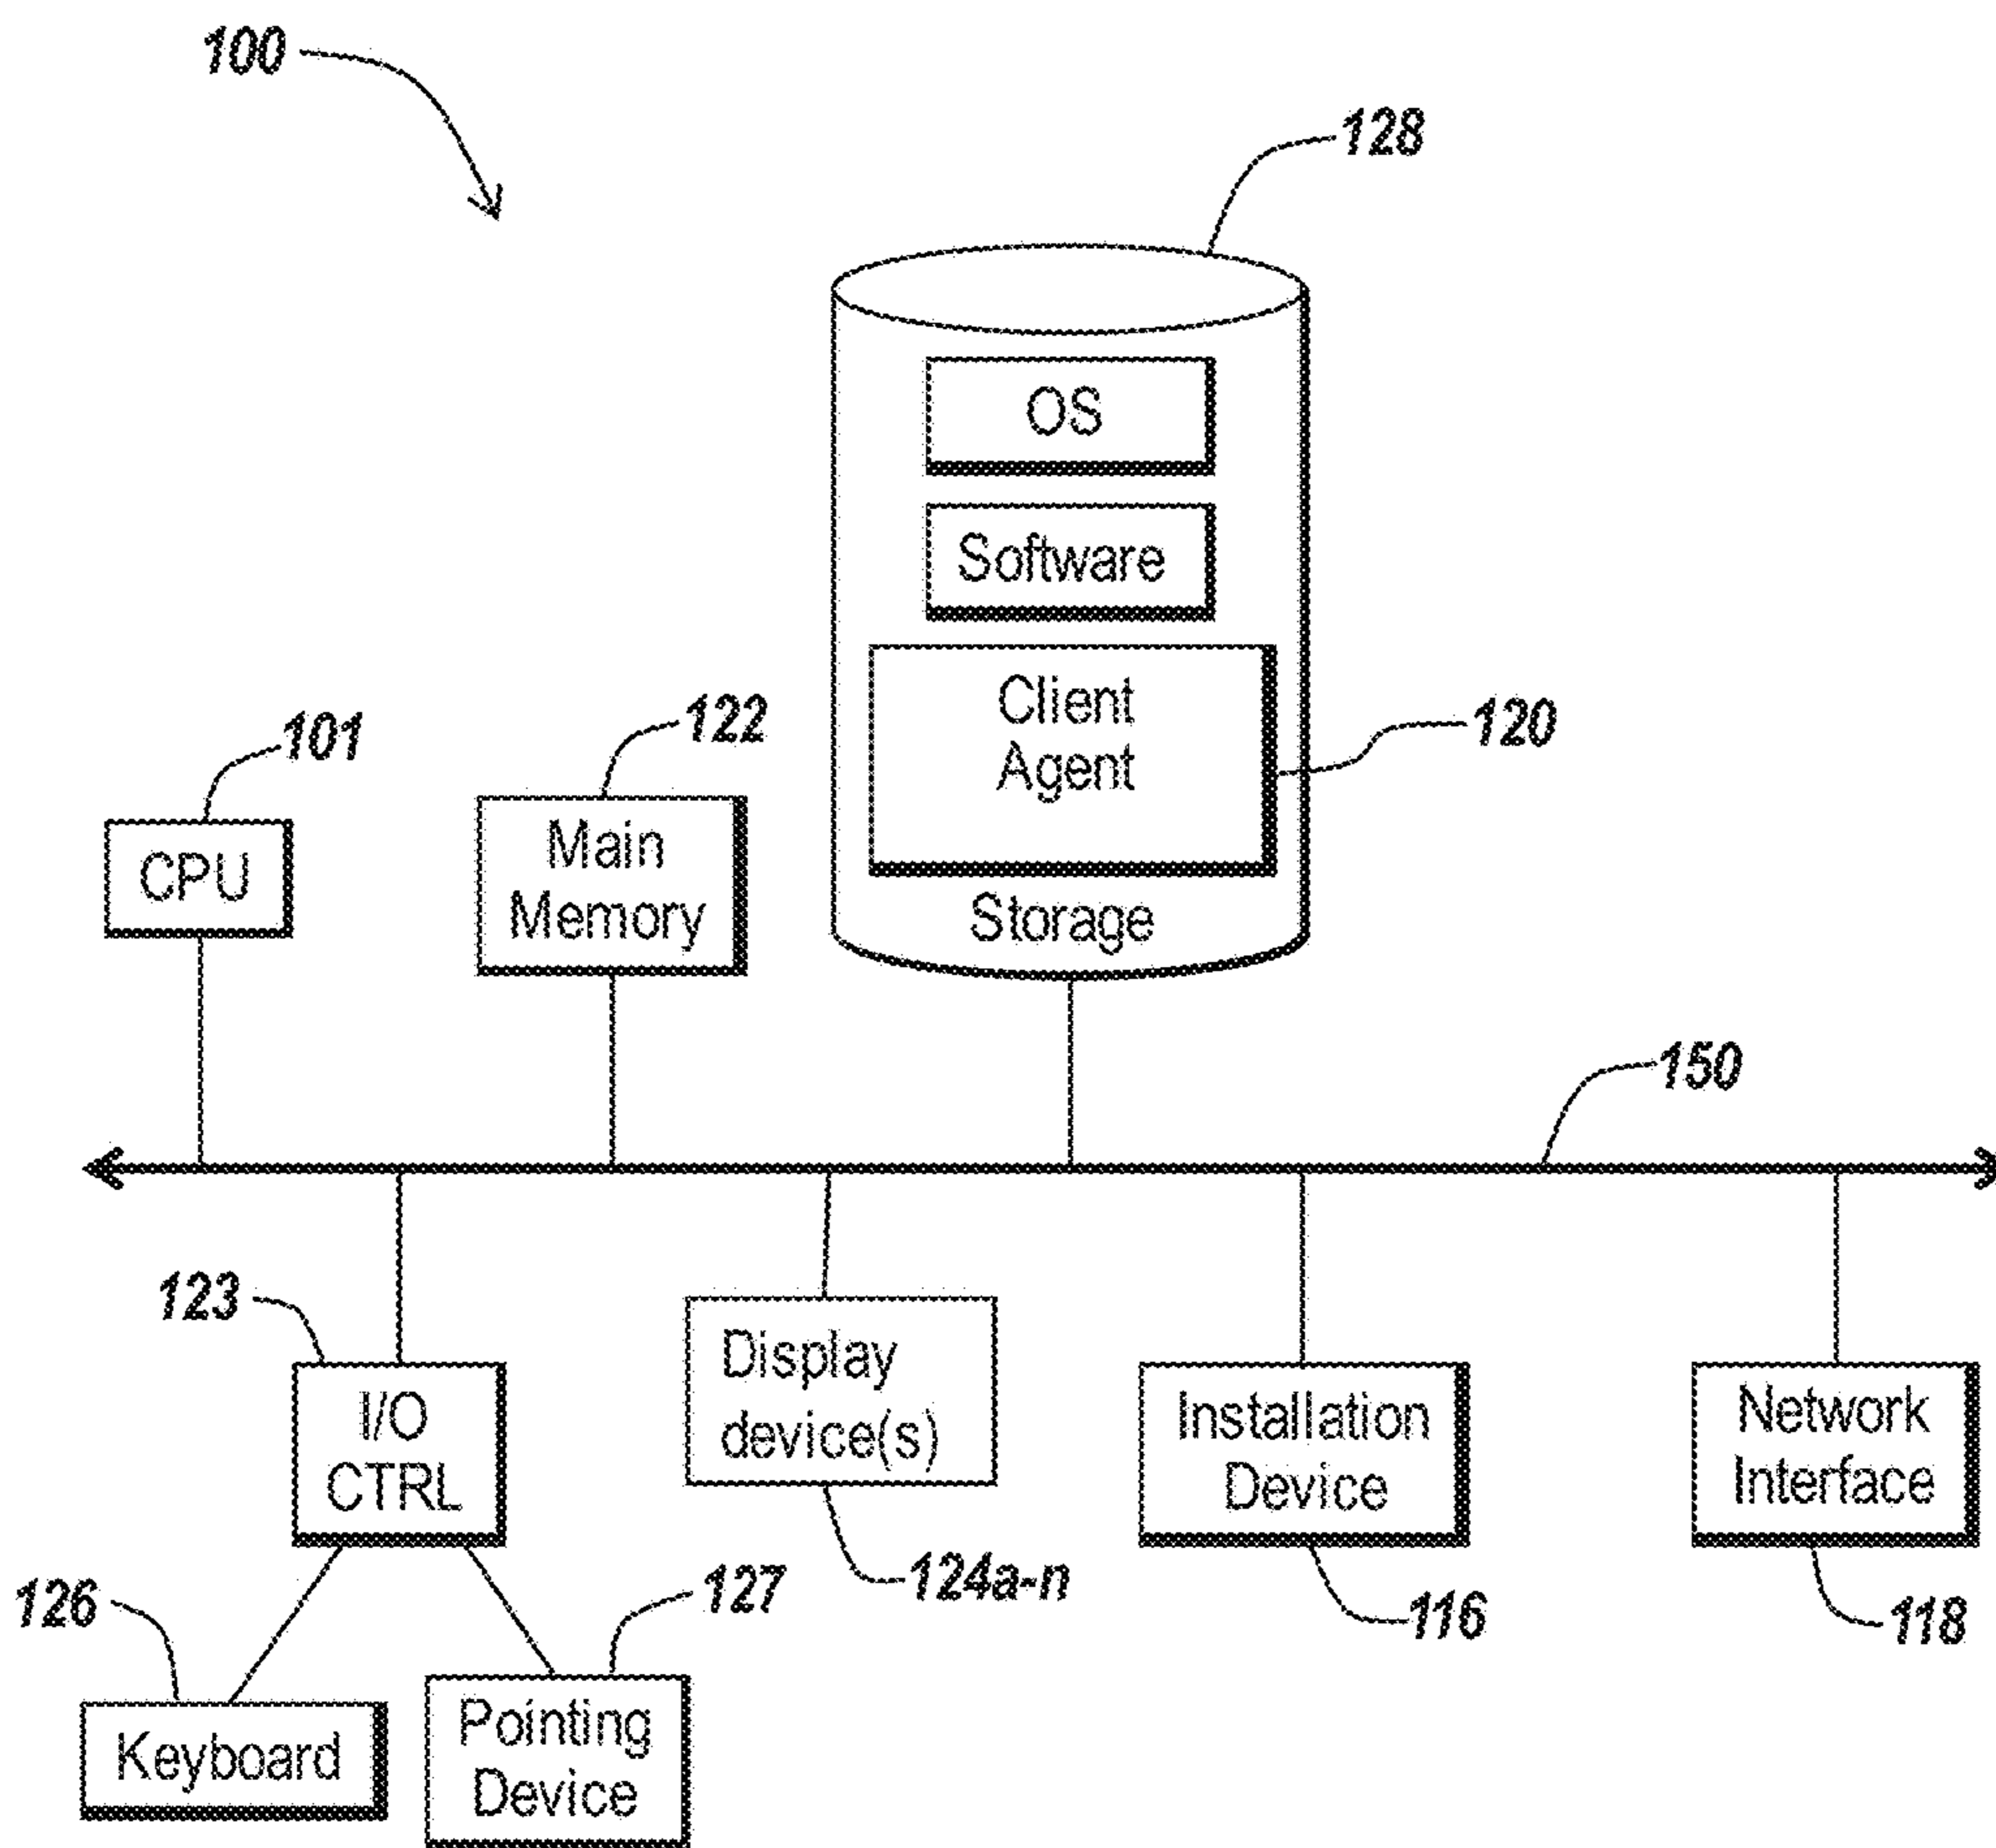 100
128
OS
Software
Client
Agent
120
Storage
101
CPU
122
Main
Memory
150
123
I/O
CTRL
Display
device(s)
124a-n
Installation
Device
116
Network
Interface
118
126
Keyboard
127
Pointing
Device